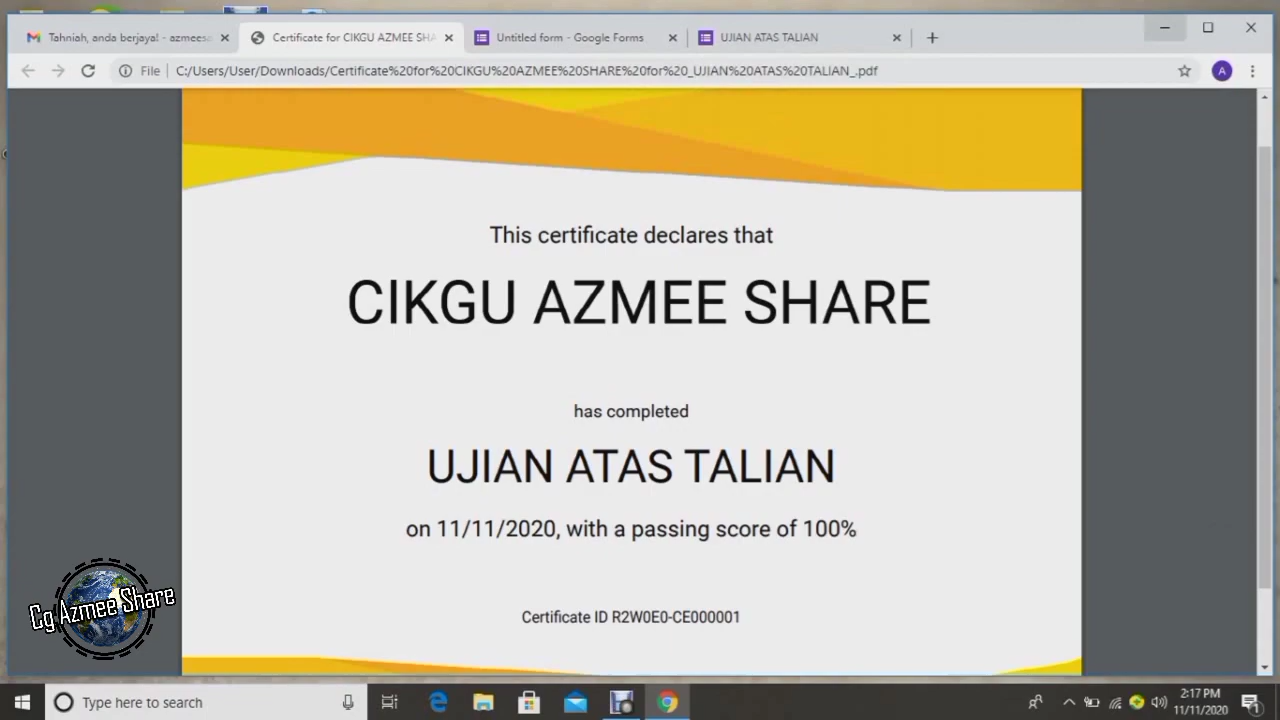 Tahniah, anda berjaya! - azmeesa
Certificate for CIKGU AZMEE SHA
Untitled form - Google Forms
UJIAN ATAS TALIAN
File
C:/Users/User/Downloads/Certificate%20for%20CIKGU%20AZMEE%20SHARE%20for%20_UJIAN%20ATAS%20TALIAN_.pdf
A
This certificate declares that
CIKGU AZMEE SHARE
has completed
UJIAN ATAS TALIAN
on 11/11/2020, with a passing score of 100%
Certificate ID R2W0E0-CE000001
Cg Azmee Share
Type here to search
2:17 PM
11/11/2020
1